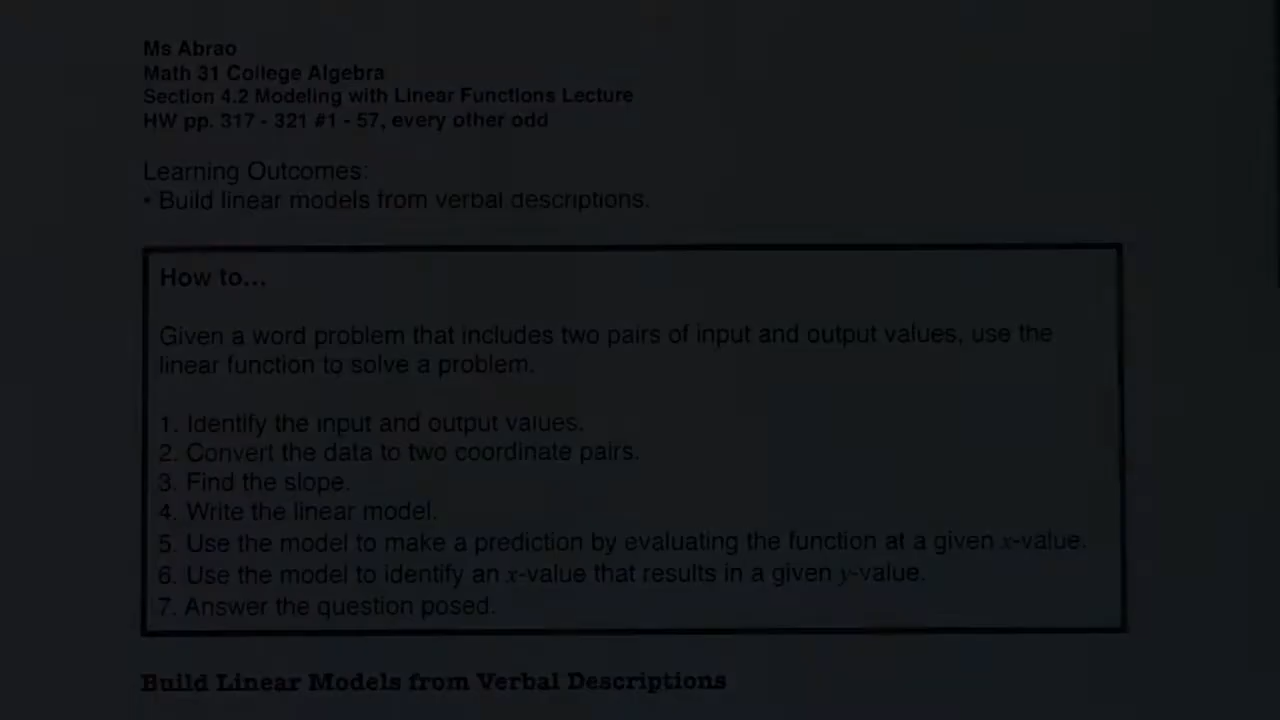 Ms Abrao
Math 31 College Algebra
Section 4.2 Modeling with Linear Functions Lecture
HW pp. 317 - 321 #1 - 57, every other odd
Learning Outcomes:
• Build linear models from verbal descriptions.
How to...
Given a word problem that includes two pairs of input and output values, use the
linear function to solve a problem.
1. Identify the input and output values.
2. Convert the data to two coordinate pairs.
3. Find the slope.
4. Write the linear model.
5. Use the model to make a prediction by evaluating the function at a given x-value.
6. Use the model to identify an x-value that results in a given y-value.
7. Answer the question posed.
Build Linear Models from Verbal Descriptions